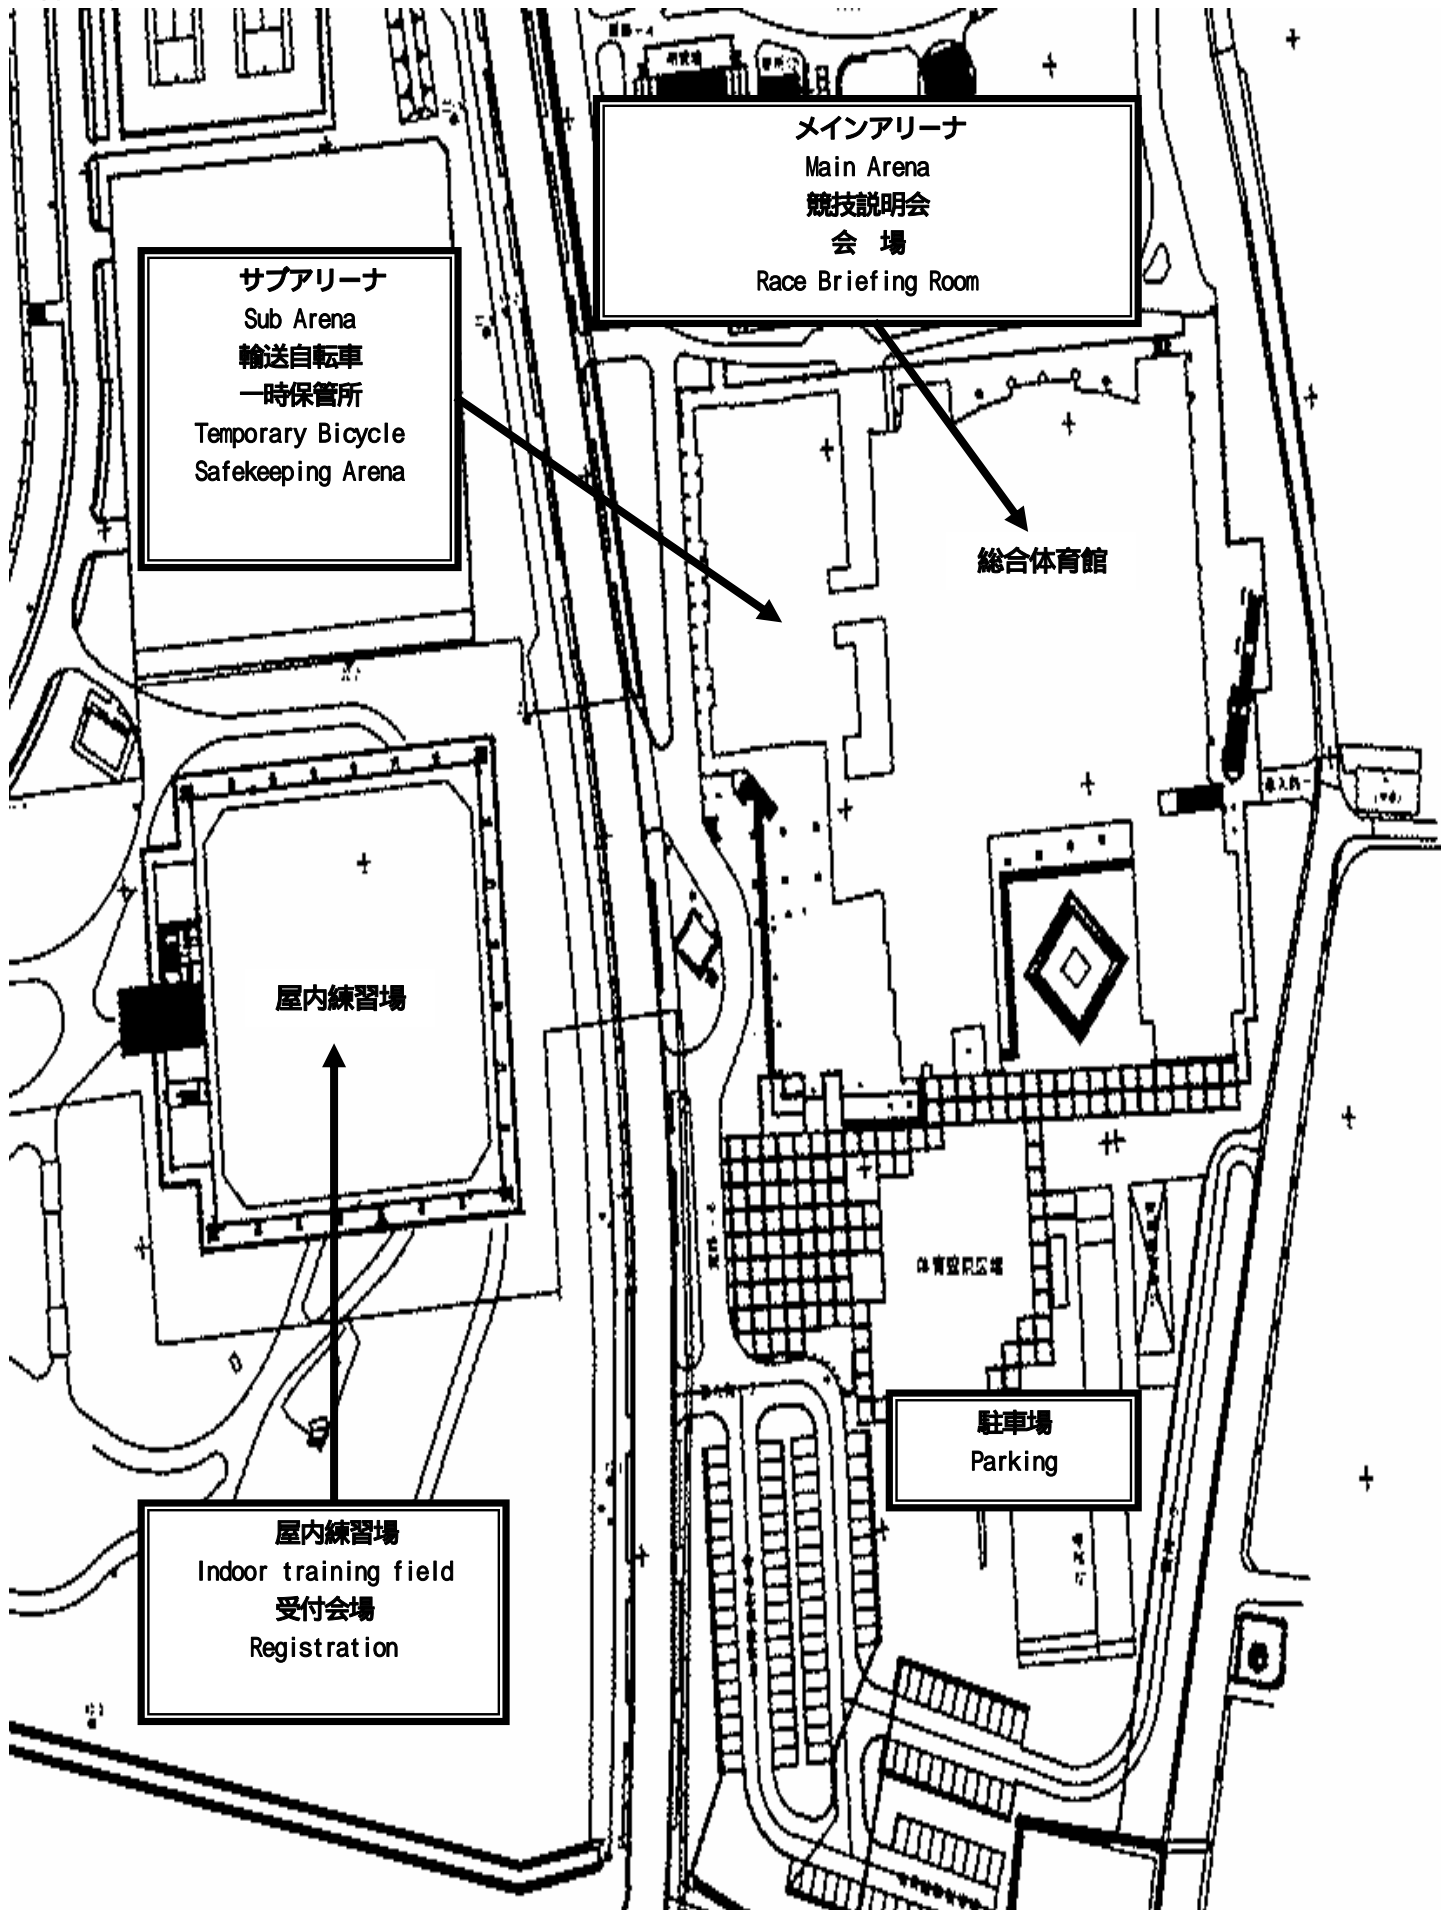 メインアリーナ
Main Arena
競技説明会
会　場
Race Briefing Room
サブアリーナ
Sub Arena
輸送自転車
一時保管所
Temporary Bicycle
Safekeeping Arena
総合体育館
屋内練習場
駐車場
Parking
屋内練習場
Indoor training field
受付会場
Registration